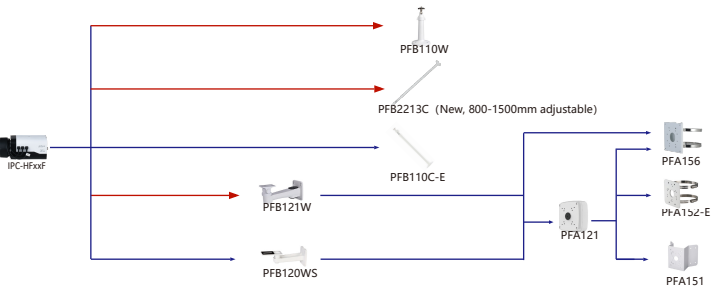 PFB110W
PFB2213C（New, 800-1500mm adjustable）
IPC-HFxxF
PFA156
PFB110C-E
PFB121W
PFA152-E
PFA121
PFB120WS
PFA151